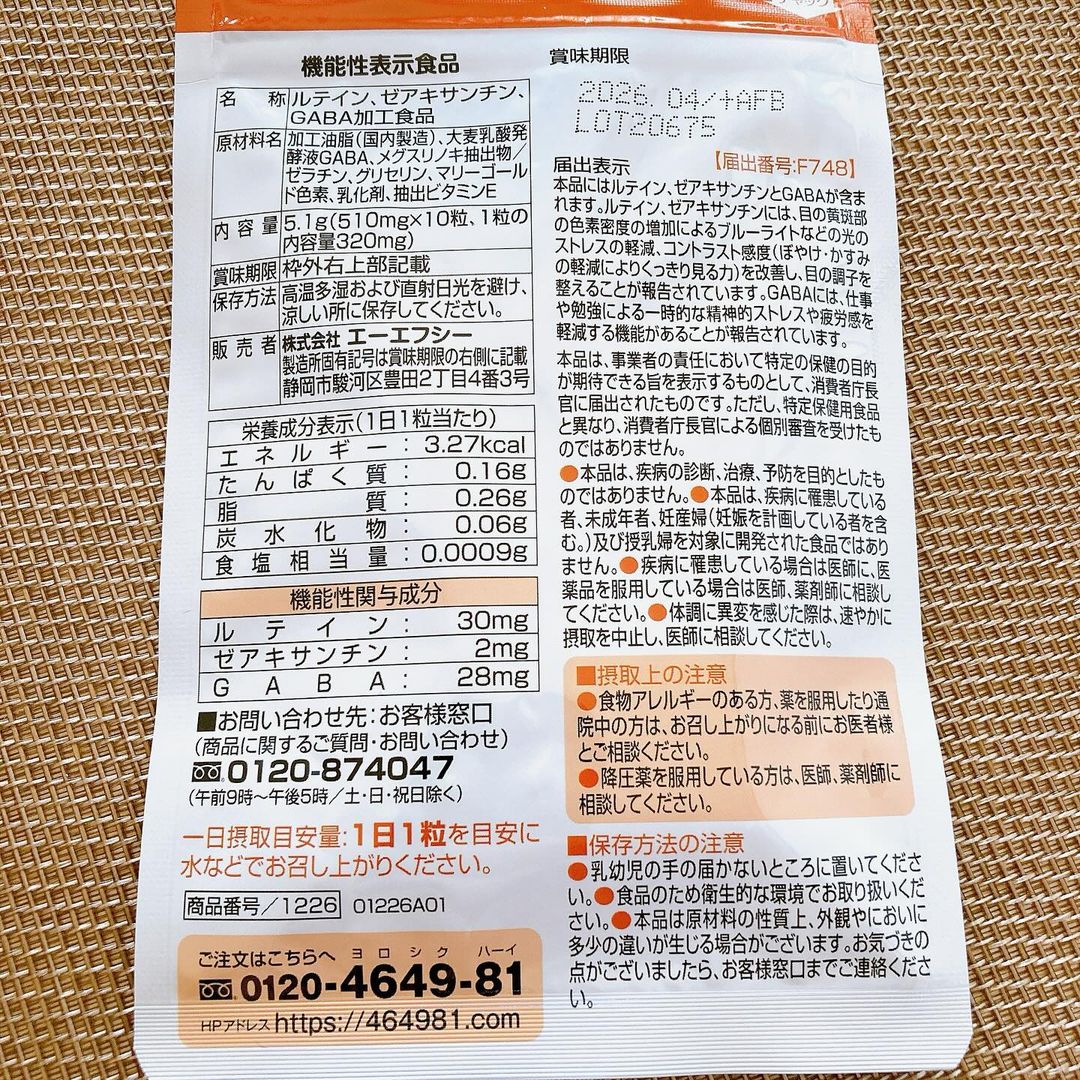 機能性表示食品
名称 ルテイン、ゼアキサンチン、
GABA加工食品
原材料名 加工油脂(国内製造)、大麦乳酸発
酵液GABA、メグスリノキ抽出物/
ゼラチン、グリセリン、マリーゴール
ド色素、乳化剤、抽出ビタミンE
内容量 5.1g(510mg×10粒、1粒の
内容量320mg)
賞味期限 枠外右上部記載
保存方法 高温多湿および直射日光を避け、
涼しい所に保存してください。
販売者 株式会社 エーエフシー
製造所固有記号は賞味期限の右側に記載
静岡市駿河区豊田2丁目4番3号
栄養成分表示(1日1粒当たり)
エネルギー:3.27kcal
たんぱく質:0.16g
脂質:0.26g
炭水化物:0.06g
食塩相当量:0.0009g
機能性関与成分
ルテイン:30mg
ゼアキサンチン:2mg
GABA:28mg
■お問い合わせ先:お客様窓口
(商品に関するご質問・お問い合わせ)
0120-874047
(午前9時~午後5時/土・日・祝日除く)
一日摂取目安量:1日1粒を目安に
水などでお召し上がりください。
商品番号/1226 01226A01
ご注文はこちらへ ヨロシク ハーイ
0120-4649-81
HPアドレス https://464981.com
賞味期限
2026.04/+AFB
LOT20675
届出表示 【届出番号:F748】
本品にはルテイン、ゼアキサンチンとGABAが含ま
れます。ルテイン、ゼアキサンチンには、目の黄斑部
の色素密度の増加によるブルーライトなどの光の
ストレスの軽減、コントラスト感度(ぼやけ・かすみ
の軽減によりくっきり見る力)を改善し、目の調子を
整えることが報告されています。GABAには、仕事
や勉強による一時的な精神的ストレスや疲労感を
軽減する機能があることが報告されています。
本品は、事業者の責任において特定の保健の目的
が期待できる旨を表示するものとして、消費者庁長
官に届出されたものです。ただし、特定保健用食品
と異なり、消費者庁長官による個別審査を受けたも
のではありません。
●本品は、疾病の診断、治療、予防を目的としたも
のではありません。●本品は、疾病に罹患している
者、未成年者、妊産婦(妊娠を計画している者を含
む。)及び授乳婦を対象に開発された食品ではあり
ません。●疾病に罹患している場合は医師に、医
薬品を服用している場合は医師、薬剤師に相談し
てください。●体調に異変を感じた際は、速やかに
摂取を中止し、医師に相談してください。
■摂取上の注意
●食物アレルギーのある方、薬を服用したり通
院中の方は、お召し上がりになる前にお医者様
とご相談ください。
●降圧薬を服用している方は、医師、薬剤師に
相談してください。
■保存方法の注意
●乳幼児の手の届かないところに置いてくださ
い。●食品のため衛生的な環境でお取り扱いくだ
さい。●本品は原材料の性質上、外観やにおいに
多少の違いが生じる場合がございます。お気づきの
点がございましたら、お客様窓口までご連絡くださ
い。